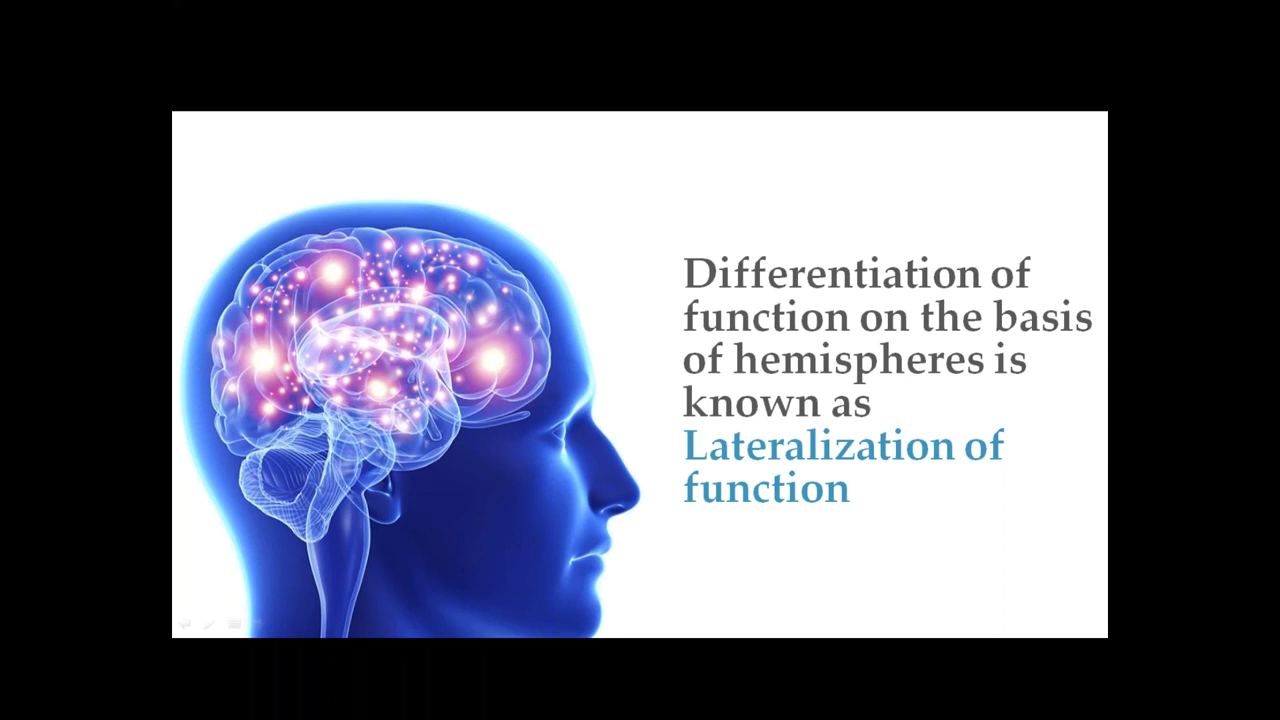 Differentiation of
function on the basis
of hemispheres is
known as
Lateralization of
function